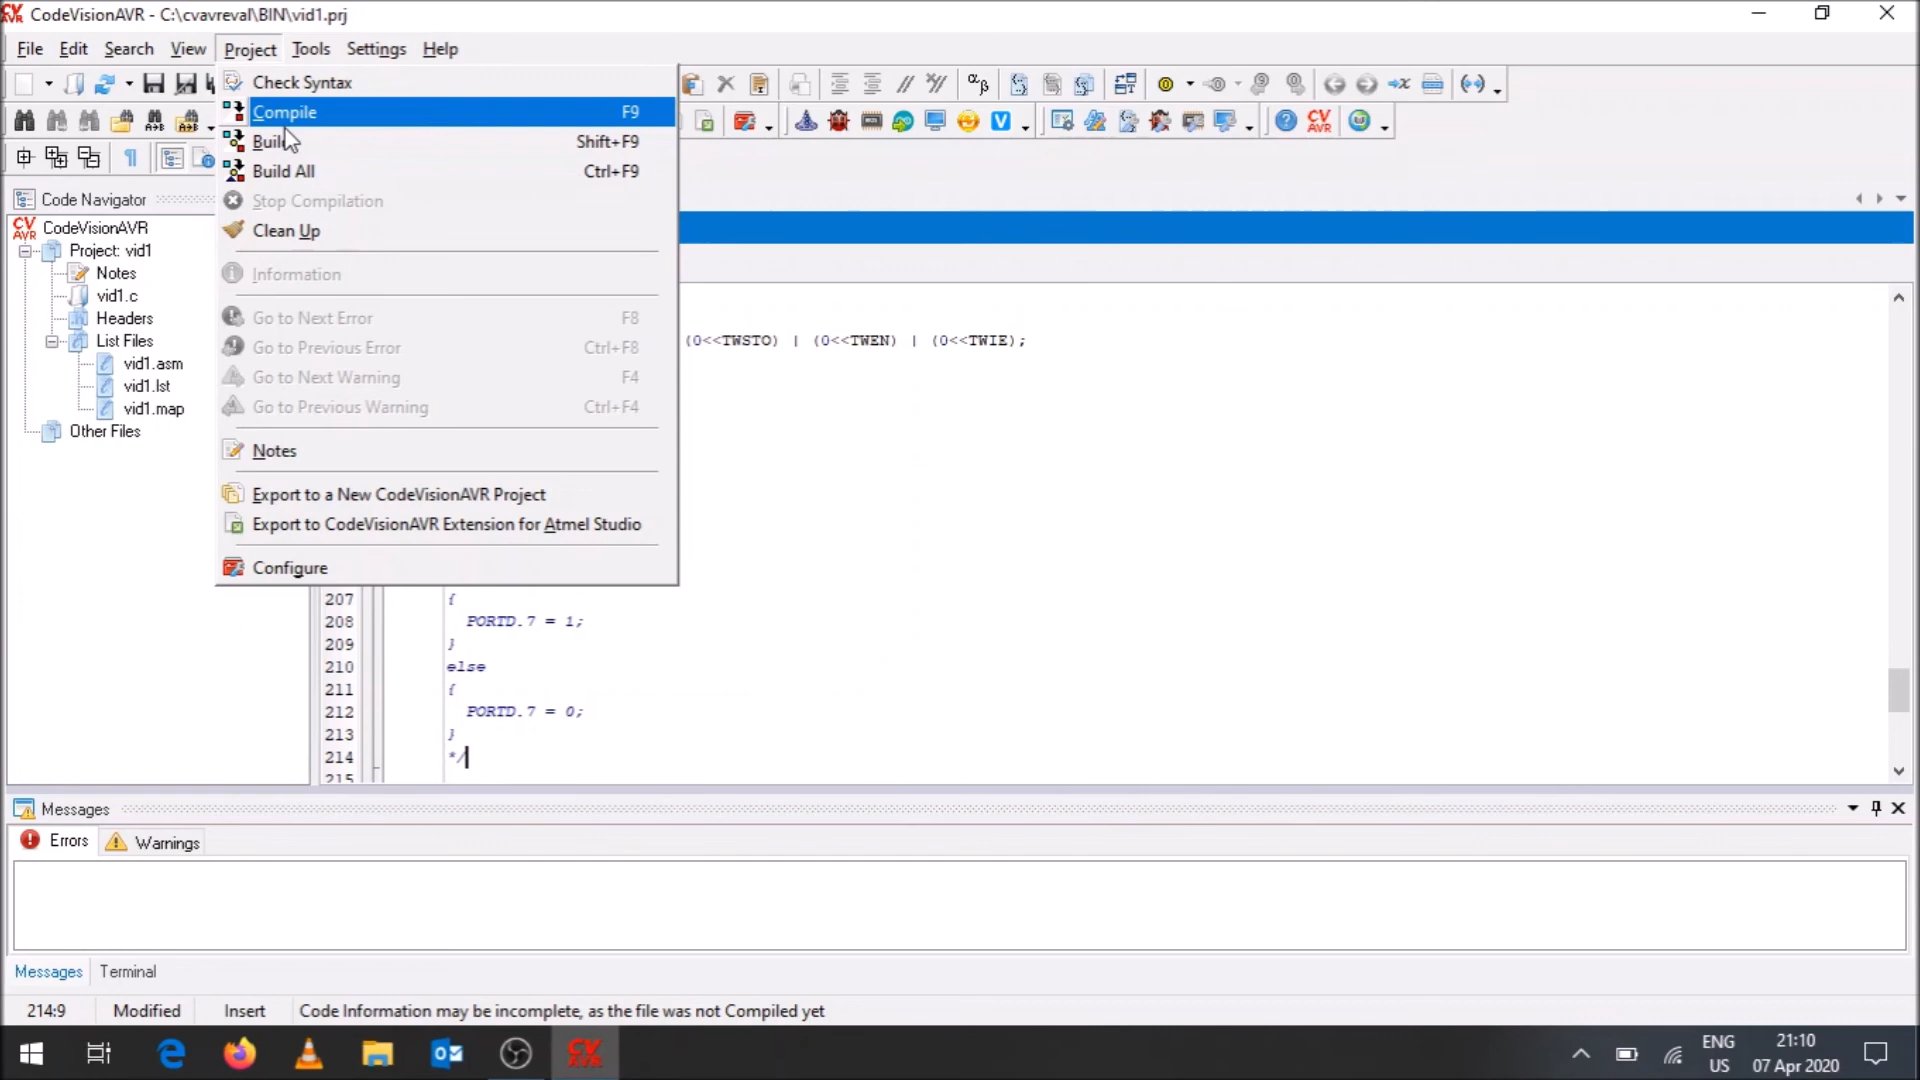 CodeVisionAVR - C:\cvavreval\BIN\vid1.prj
File Edit Search View Project Tools Settings Help
Check Syntax
Compile F9
Build Shift+F9
Build All Ctrl+F9
Stop Compilation
Clean Up
Information
Go to Next Error F8
Go to Previous Error Ctrl+F8
Go to Next Warning F4
Go to Previous Warning Ctrl+F4
Notes
Export to a New CodeVisionAVR Project
Export to CodeVisionAVR Extension for Atmel Studio
Configure
Code Navigator
CodeVisionAVR
Project: vid1
Notes
vid1.c
Headers
List Files
vid1.asm
vid1.lst
vid1.map
Other Files
(0<<TWSTO) | (0<<TWEN) | (0<<TWIE);
207 {
208 PORTD.7 = 1;
209 }
210 else
211 {
212 PORTD.7 = 0;
213 }
214 */
215
Messages
Errors Warnings
Messages Terminal
214:9 Modified Insert Code Information may be incomplete, as the file was not Compiled yet
ENG 21:10
US 07 Apr 2020